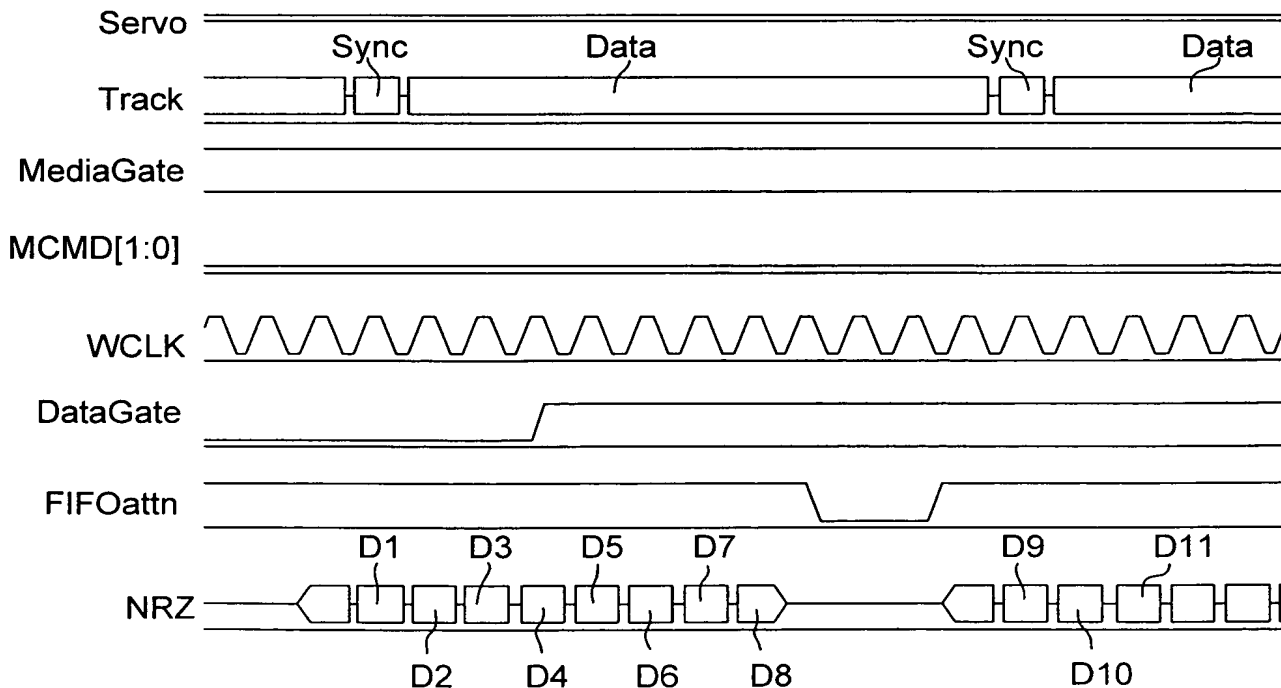 Servo
Sync Data Sync Data
Track
MediaGate
MCMD[1:0]
WCLK
DataGate
FIFOattn
D1 D3 D5 D7 D9 D11
NRZ
D2 D4 D6 D8 D10